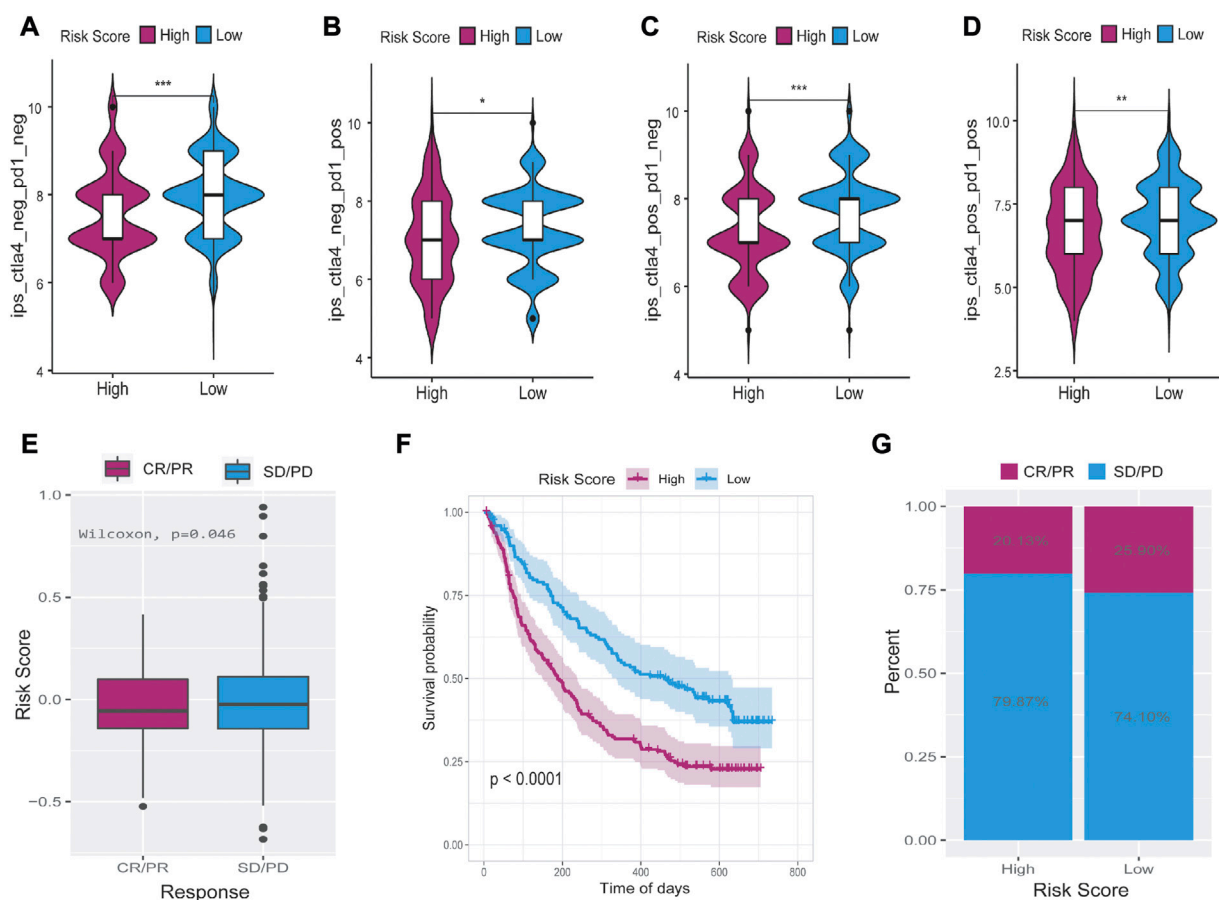 A
Risk Score High Low
***
ips_ctla4_neg_pd1_neg
10
8
6
4
High Low
B
Risk Score High Low
*
ips_ctla4_neg_pd1_pos
10
8
6
4
High Low
C
Risk Score High Low
***
ips_ctla4_pos_pd1_neg
10
8
6
4
High Low
D
Risk Score High Low
**
ips_ctla4_pos_pd1_pos
10.0
7.5
5.0
2.5
High Low
E
CR/PR SD/PD
Wilcoxon, p=0.046
Risk Score
1.0
0.5
0.0
−0.5
CR/PR SD/PD
Response
F
Risk Score High Low
Survival probability
1.00
0.75
0.50
0.25
0.00
p < 0.0001
0 200 400 600 800
Time of days
G
CR/PR SD/PD
Percent
1.00
0.75
0.50
0.25
0.00
20.13% 25.90%
79.87% 74.10%
High Low
Risk Score